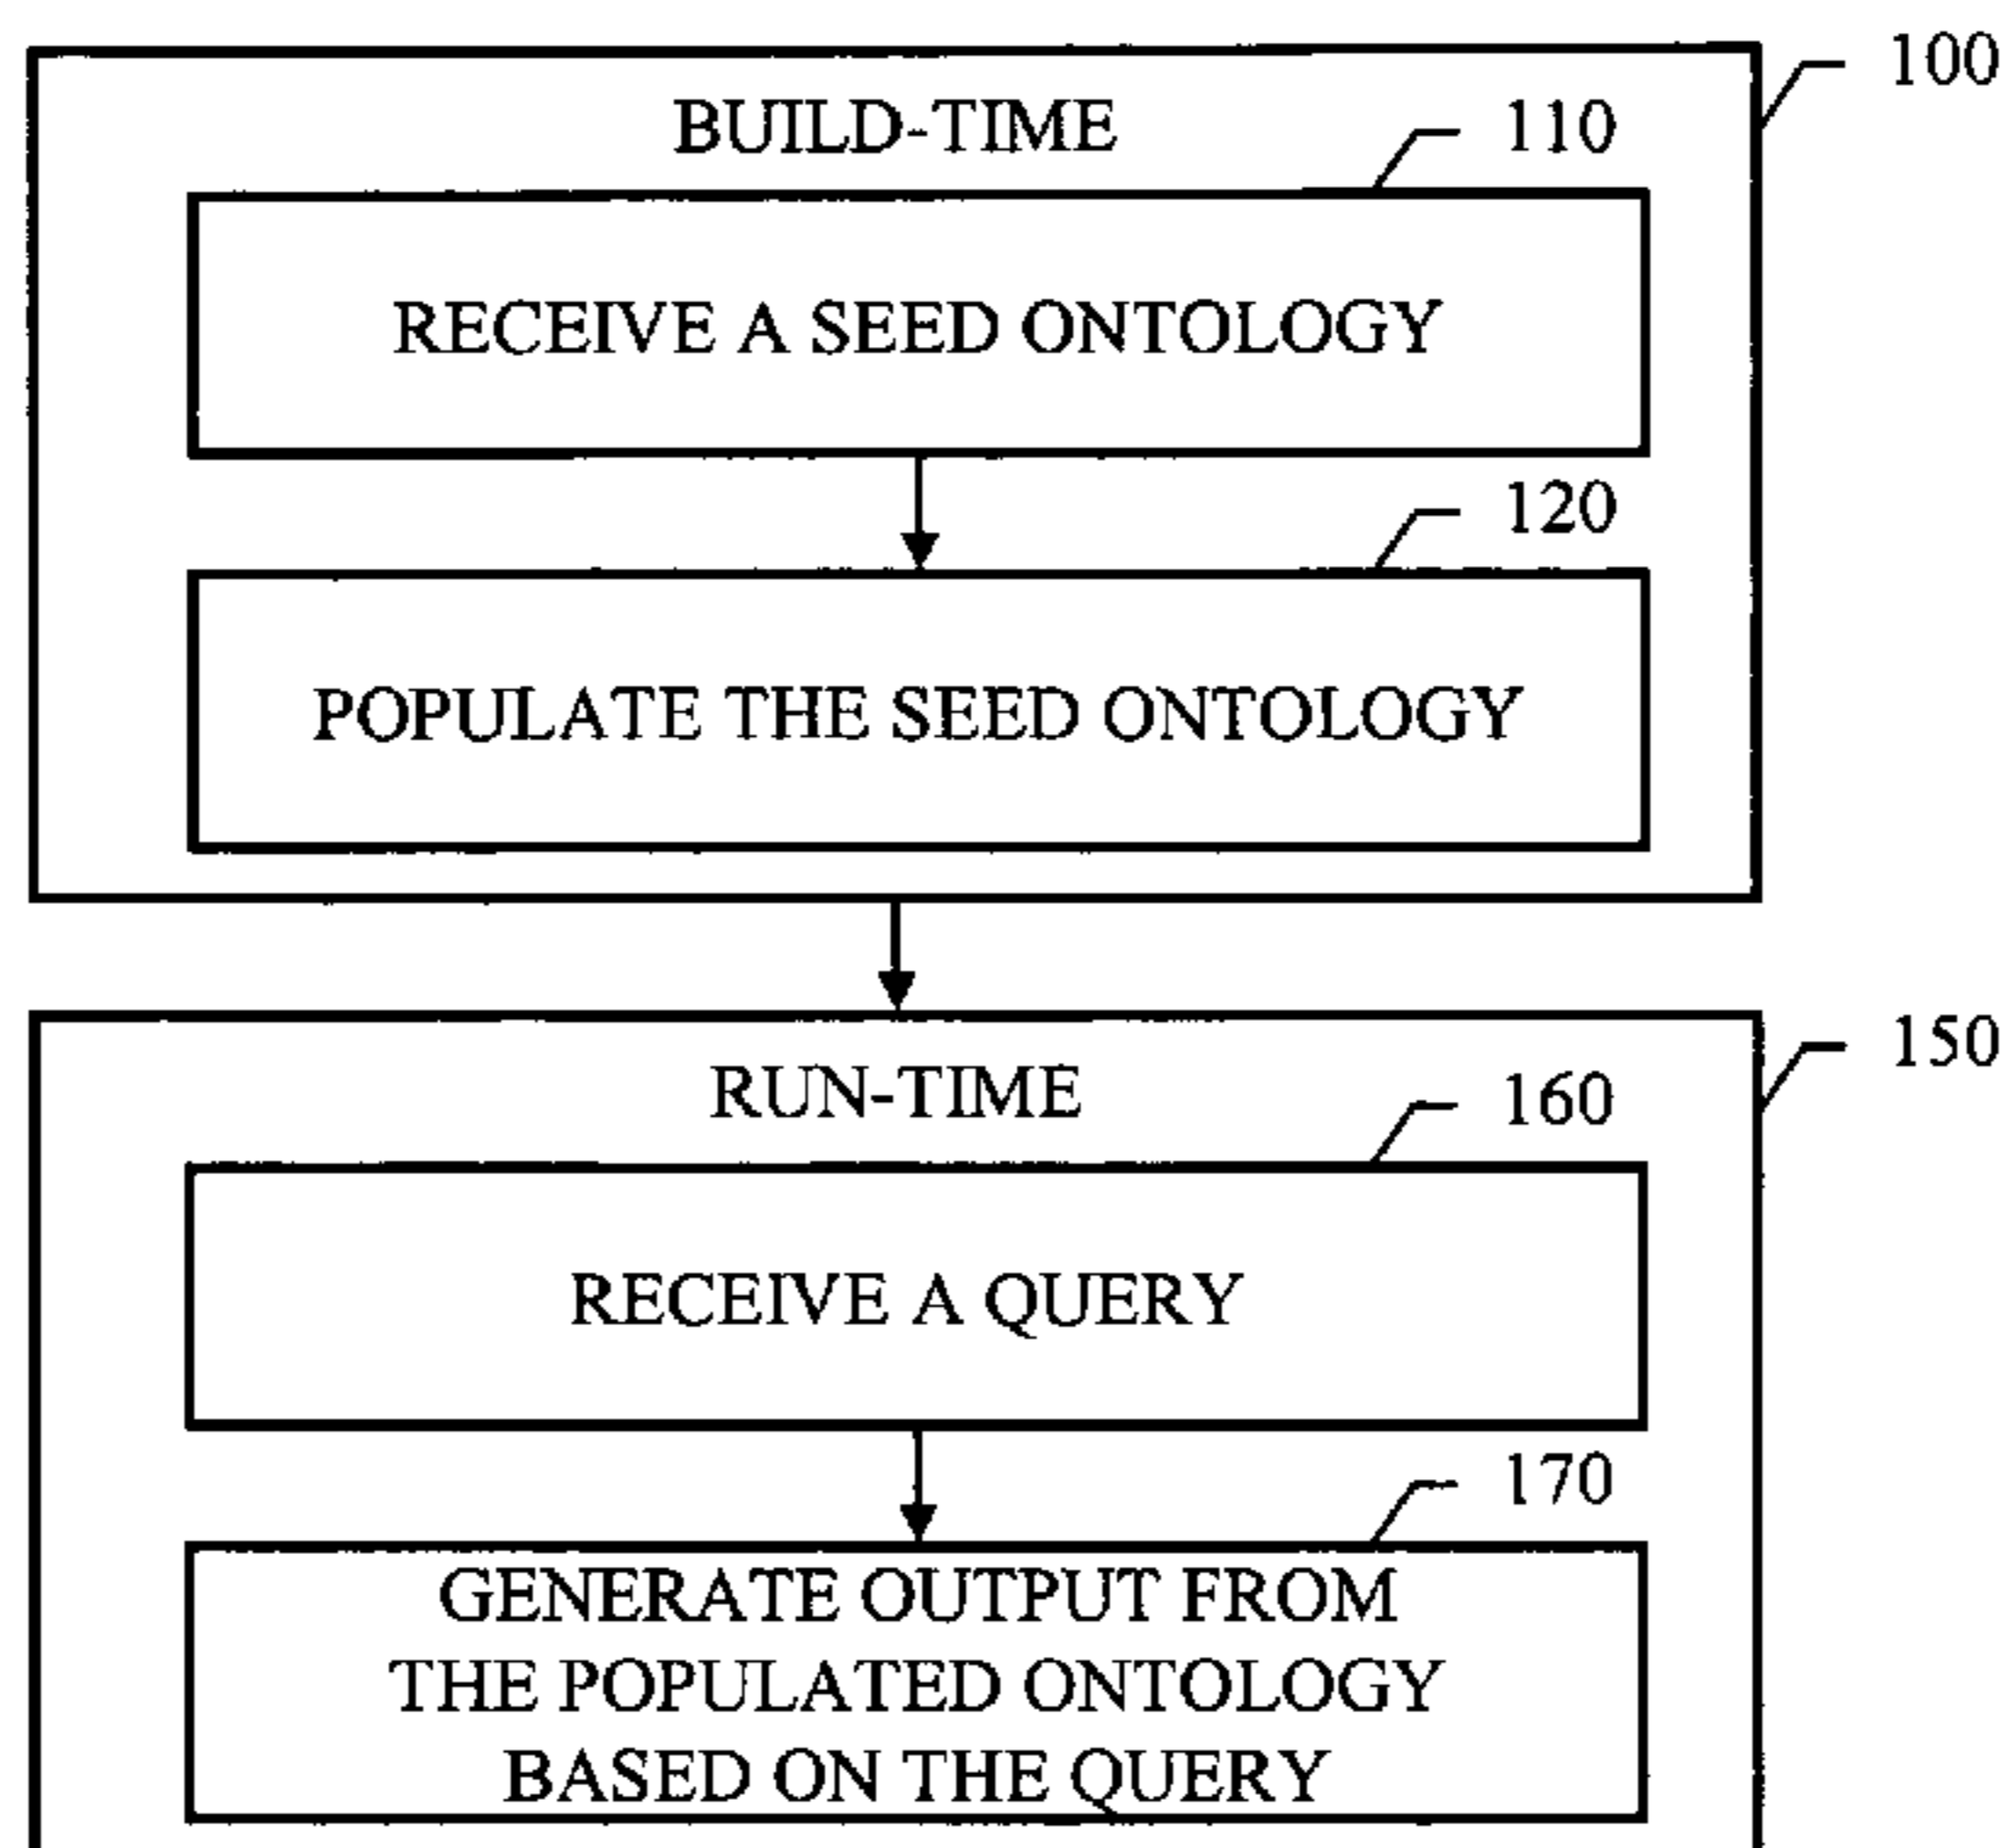 100
BUILD-TIME
110
RECEIVE A SEED ONTOLOGY
120
POPULATE THE SEED ONTOLOGY
150
RUN-TIME
160
RECEIVE A QUERY
170
GENERATE OUTPUT FROM
THE POPULATED ONTOLOGY
BASED ON THE QUERY